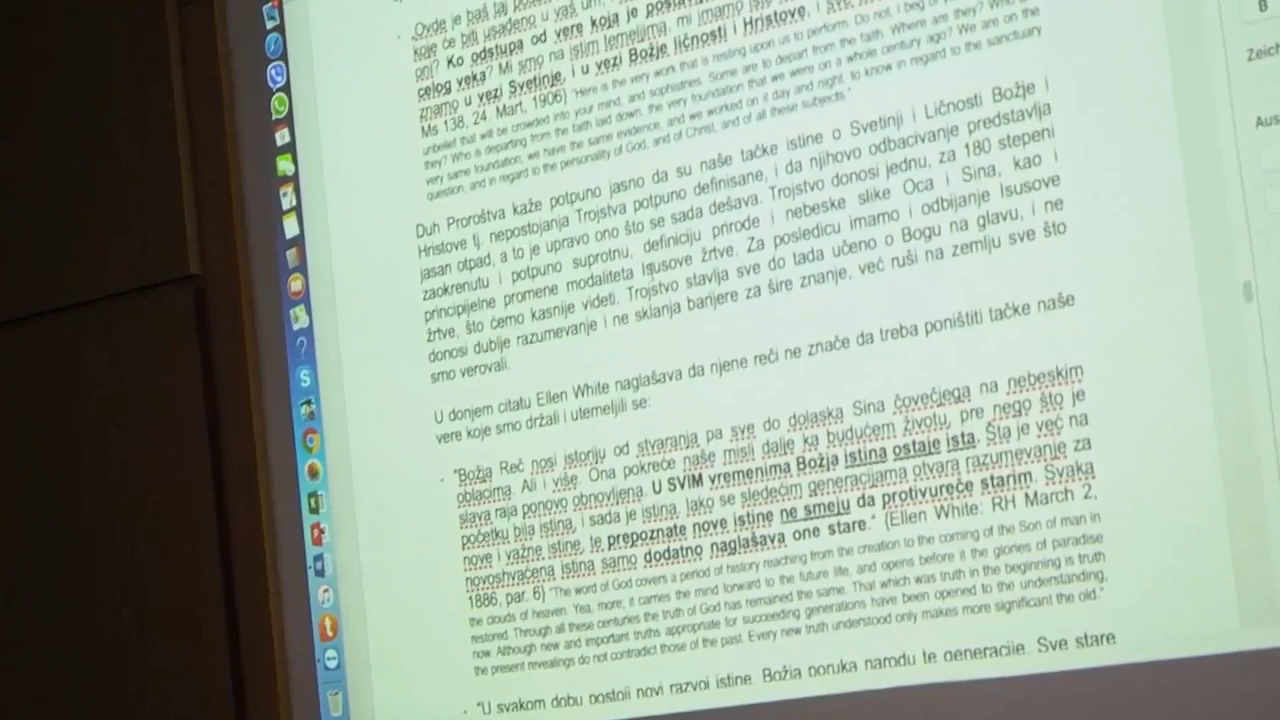 Ovde je baš taj
koje će biti usađeno u vaš um,
oni? Ko odstupa od vere koja je
celog veka? Mi smo na istim temeljima, mi imamo
znamo u vezi Svetinje, i u vezi Božje ličnosti i Hristove, i
Ms 138, 24. Mart, 1906) "Here is the very work that is resting upon us to perform. Do not, I beg of
unbelief that will be crowded into your mind, and sophistries. Some are to depart from the faith. Where are they? Who
they? Who is departing from the faith laid down, the very foundation that we were on a whole century ago? We are on the
very same foundation; we have the same evidence, and we worked on it day and night, to know in regard to the sanctuary
question, and in regard to the personality of God, and of Christ, and of all these subjects."
Duh Proroštva kaže potpuno jasno da su naše tačke istine o Svetinji i Ličnosti Božje i
Hristove tj. nepostojanja Trojstva potpuno definisane, i da njihovo odbacivanje predstavlja
jasan otpad, a to je upravo ono što se sada dešava. Trojstvo donosi jednu, za 180 stepeni
zaokrenutu i potpuno suprotnu, definiciju prirode i nebeske slike Oca i Sina, kao i
principijelne promene modaliteta Isusove žrtve. Za posledicu imamo i odbijanje Isusove
žrtve, što ćemo kasnije videti. Trojstvo stavlja sve do tada učeno o Bogu na glavu, i ne
donosi dublje razumevanje i ne sklanja barijere za šire znanje, već ruši na zemlju sve što
smo verovali.
U donjem citatu Ellen White naglašava da njene reči ne znače da treba poništiti tačke naše
vere koje smo držali i utemeljili se:
- "Božja Reč nosi istoriju od stvaranja pa sve do dolaska Sina čovečjega na nebeskim
oblacima. Ali i više. Ona pokreće naše misli dalje ka budućem životu, pre nego što je
slava raja ponovo obnovljena. U SVIM vremenima Božja istina ostaje ista. Šta je već na
početku bila istina, i sada je istina. Iako se sledećim generacijama otvara razumevanje za
nove i važne istine, te prepoznate nove istine ne smeju da protivureče starim. Svaka
novoshvaćena istina samo dodatno naglašava one stare." (Ellen White: RH March 2,
1886, par. 6) "The word of God covers a period of history reaching from the creation to the coming of the Son of man in
the clouds of heaven. Yea, more; it carries the mind forward to the future life, and opens before it the glories of paradise
restored. Through all these centuries the truth of God has remained the same. That which was truth in the beginning is truth
now. Although new and important truths appropriate for succeeding generations have been opened to the understanding,
the present revealings do not contradict those of the past. Every new truth understood only makes more significant the old."
- "U svakom dobu postoji novi razvoj istine, Božja poruka narodu te generacije. Sve stare
B
Zeich
Aus